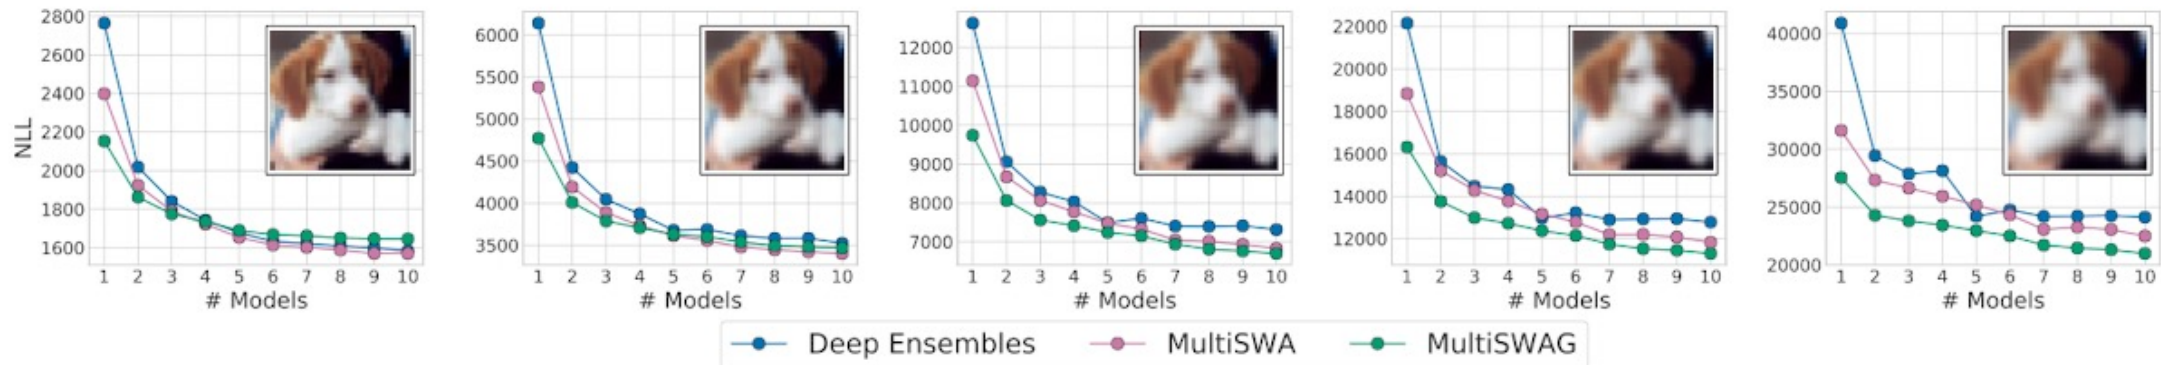 NLL
2800
2600
2400
2200
2000
1800
1600
1 2 3 4 5 6 7 8 9 10
# Models
6000
5500
5000
4500
4000
3500
1 2 3 4 5 6 7 8 9 10
# Models
12000
11000
10000
9000
8000
7000
1 2 3 4 5 6 7 8 9 10
# Models
22000
20000
18000
16000
14000
12000
1 2 3 4 5 6 7 8 9 10
# Models
40000
35000
30000
25000
20000
1 2 3 4 5 6 7 8 9 10
# Models
Deep Ensembles MultiSWA MultiSWAG